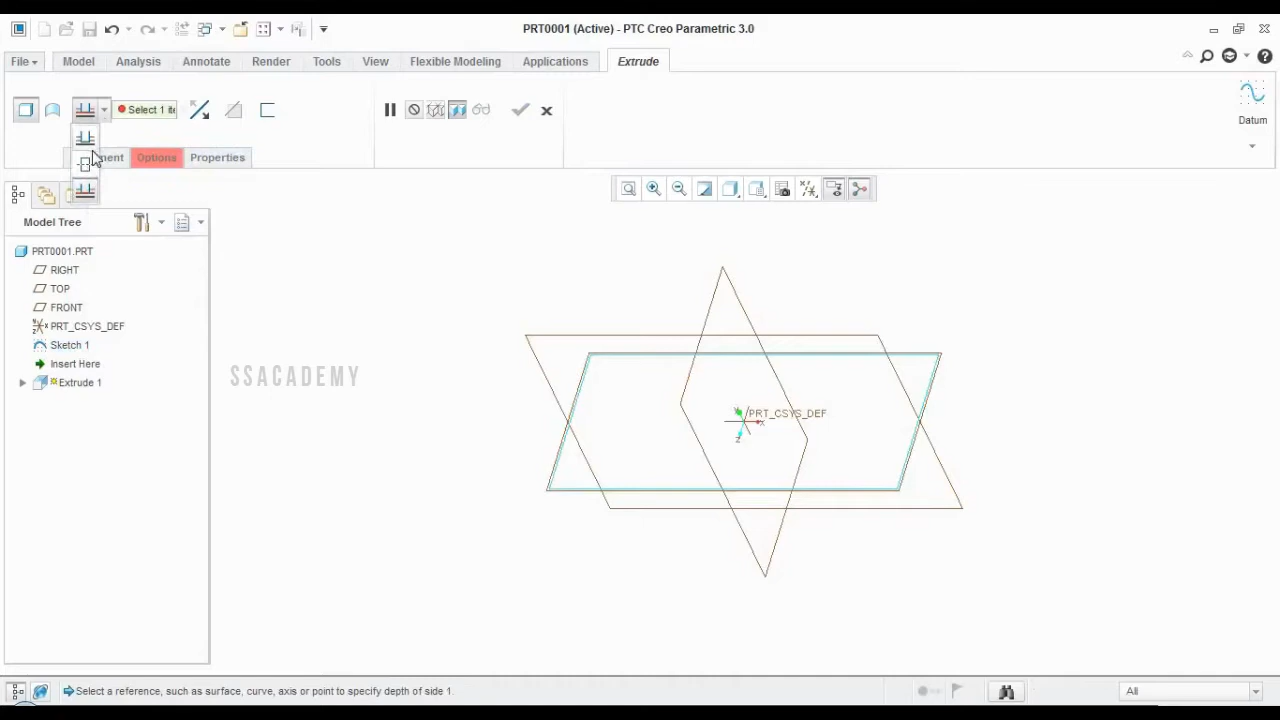 PRT0001 (Active) - PTC Creo Parametric 3.0
File Model Analysis Annotate Render Tools View Flexible Modeling Applications Extrude
Select 1 ite
Datum
Options Properties
Model Tree
PRT0001.PRT
RIGHT
TOP
FRONT
PRT_CSYS_DEF
Sketch 1
Insert Here
Extrude 1
SSACADEMY
PRT_CSYS_DEF
X
Y
Z
Select a reference, such as surface, curve, axis or point to specify depth of side 1.
All